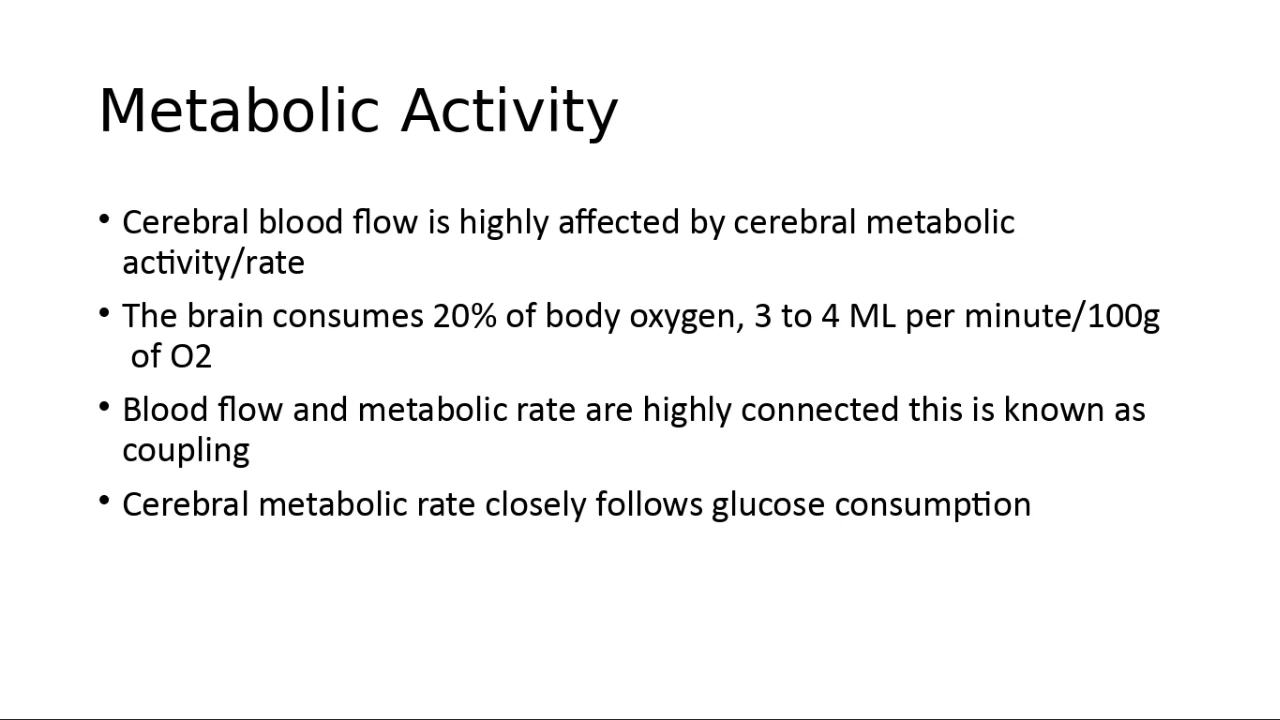 Metabolic Activity
• Cerebral blood flow is highly affected by cerebral metabolic
activity/rate
• The brain consumes 20% of body oxygen, 3 to 4 ML per minute/100g
of O2
• Blood flow and metabolic rate are highly connected this is known as
coupling
• Cerebral metabolic rate closely follows glucose consumption